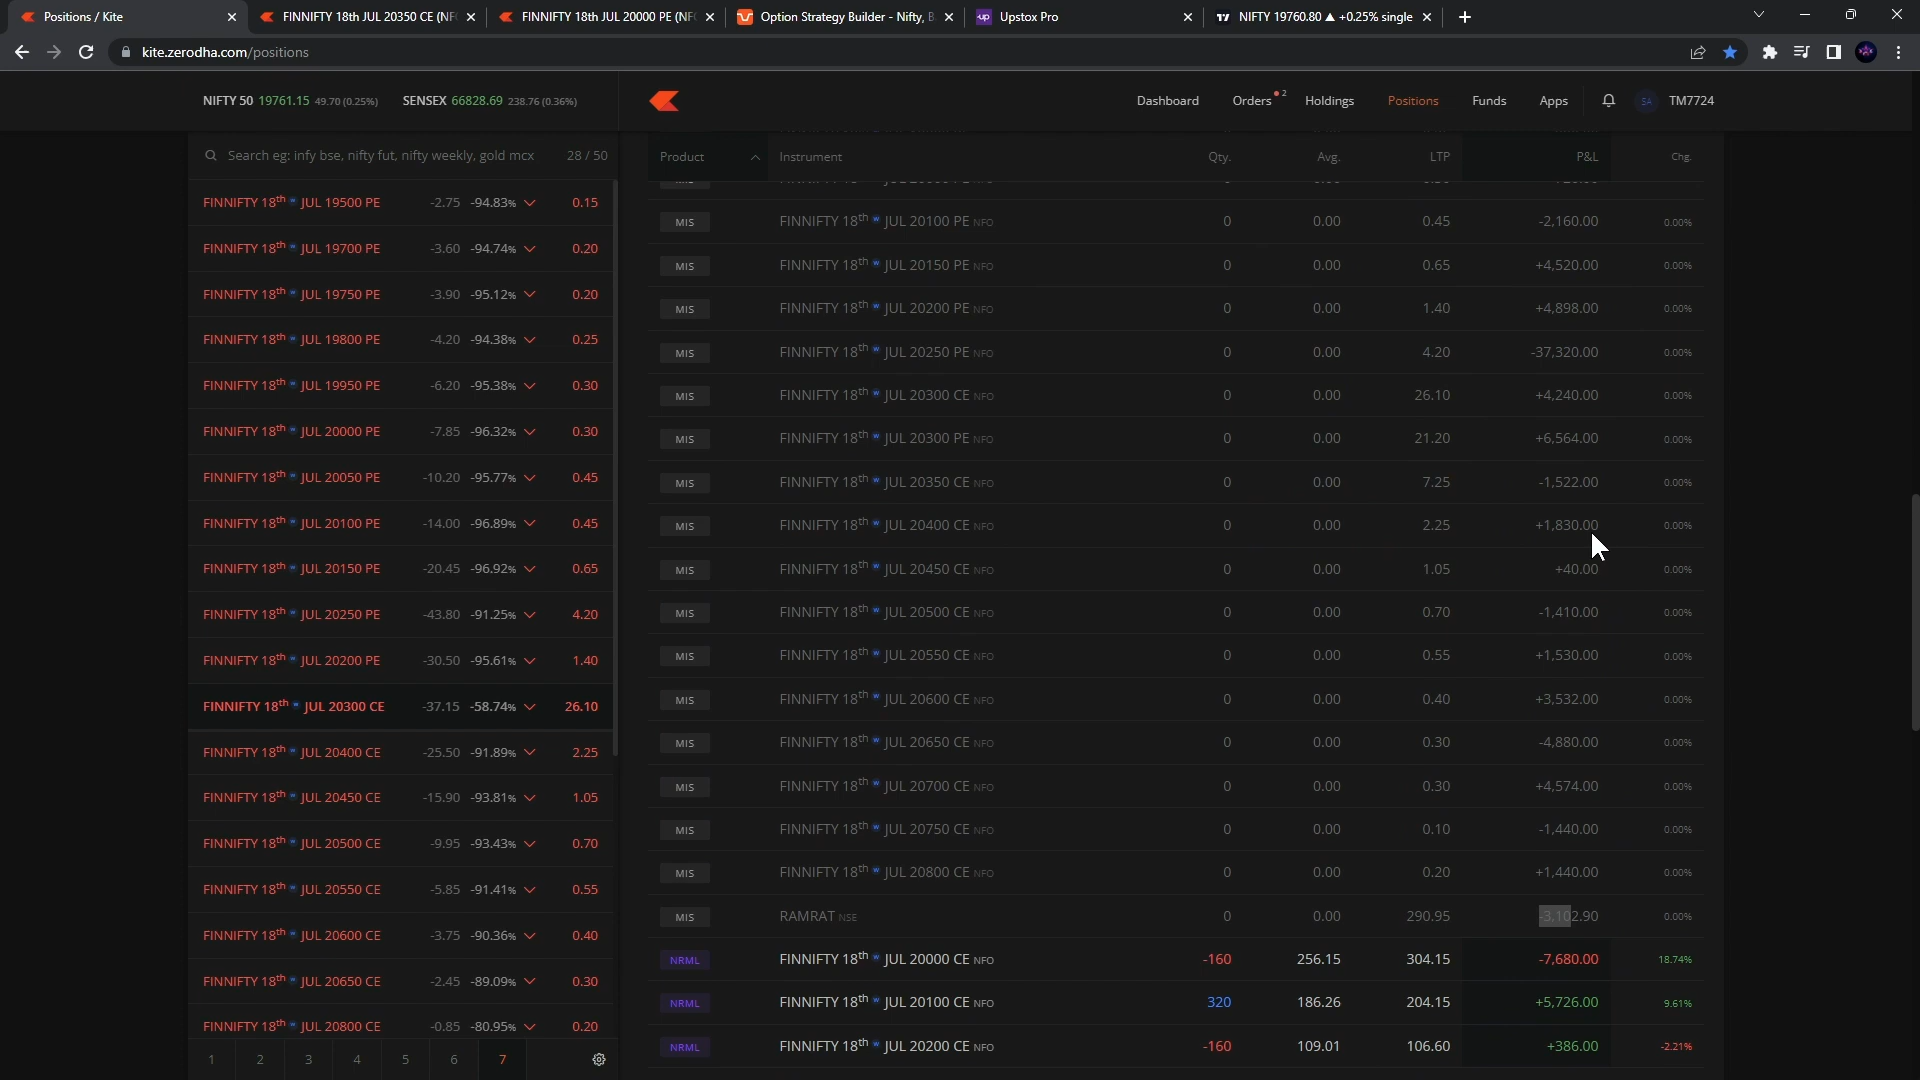 Positions / Kite
FINNIFTY 18th JUL 20350 CE (NF
FINNIFTY 18th JUL 20000 PE (NF
Option Strategy Builder - Nifty, B
up Upstox Pro
NIFTY 19760.80 ▲ +0.25% single
kite.zerodha.com/positions
NIFTY 50 19761.15 49.70 (0.25%) SENSEX 66828.69 238.76 (0.36%)
Dashboard Orders 2 Holdings Positions Funds Apps SA TM7724
Search eg: infy bse, nifty fut, nifty weekly, gold mcx 28 / 50
FINNIFTY 18th w JUL 19500 PE -2.75 -94.83% 0.15
FINNIFTY 18th w JUL 19700 PE -3.60 -94.74% 0.20
FINNIFTY 18th w JUL 19750 PE -3.90 -95.12% 0.20
FINNIFTY 18th w JUL 19800 PE -4.20 -94.38% 0.25
FINNIFTY 18th w JUL 19950 PE -6.20 -95.38% 0.30
FINNIFTY 18th w JUL 20000 PE -7.85 -96.32% 0.30
FINNIFTY 18th w JUL 20050 PE -10.20 -95.77% 0.45
FINNIFTY 18th w JUL 20100 PE -14.00 -96.89% 0.45
FINNIFTY 18th w JUL 20150 PE -20.45 -96.92% 0.65
FINNIFTY 18th w JUL 20250 PE -43.80 -91.25% 4.20
FINNIFTY 18th w JUL 20200 PE -30.50 -95.61% 1.40
FINNIFTY 18th w JUL 20300 CE -37.15 -58.74% 26.10
FINNIFTY 18th w JUL 20400 CE -25.50 -91.89% 2.25
FINNIFTY 18th w JUL 20450 CE -15.90 -93.81% 1.05
FINNIFTY 18th w JUL 20500 CE -9.95 -93.43% 0.70
FINNIFTY 18th w JUL 20550 CE -5.85 -91.41% 0.55
FINNIFTY 18th w JUL 20600 CE -3.75 -90.36% 0.40
FINNIFTY 18th w JUL 20650 CE -2.45 -89.09% 0.30
FINNIFTY 18th w JUL 20800 CE -0.85 -80.95% 0.20
1 2 3 4 5 6 7
Product Instrument Qty. Avg. LTP P&L Chg.
MIS FINNIFTY 18th w JUL 20100 PE NFO 0 0.00 0.45 -2,160.00 0.00%
MIS FINNIFTY 18th w JUL 20150 PE NFO 0 0.00 0.65 +4,520.00 0.00%
MIS FINNIFTY 18th w JUL 20200 PE NFO 0 0.00 1.40 +4,898.00 0.00%
MIS FINNIFTY 18th w JUL 20250 PE NFO 0 0.00 4.20 -37,320.00 0.00%
MIS FINNIFTY 18th w JUL 20300 CE NFO 0 0.00 26.10 +4,240.00 0.00%
MIS FINNIFTY 18th w JUL 20300 PE NFO 0 0.00 21.20 +6,564.00 0.00%
MIS FINNIFTY 18th w JUL 20350 CE NFO 0 0.00 7.25 -1,522.00 0.00%
MIS FINNIFTY 18th w JUL 20400 CE NFO 0 0.00 2.25 +1,830.00 0.00%
MIS FINNIFTY 18th w JUL 20450 CE NFO 0 0.00 1.05 +40.00 0.00%
MIS FINNIFTY 18th w JUL 20500 CE NFO 0 0.00 0.70 -1,410.00 0.00%
MIS FINNIFTY 18th w JUL 20550 CE NFO 0 0.00 0.55 +1,530.00 0.00%
MIS FINNIFTY 18th w JUL 20600 CE NFO 0 0.00 0.40 +3,532.00 0.00%
MIS FINNIFTY 18th w JUL 20650 CE NFO 0 0.00 0.30 -4,880.00 0.00%
MIS FINNIFTY 18th w JUL 20700 CE NFO 0 0.00 0.30 +4,574.00 0.00%
MIS FINNIFTY 18th w JUL 20750 CE NFO 0 0.00 0.10 -1,440.00 0.00%
MIS FINNIFTY 18th w JUL 20800 CE NFO 0 0.00 0.20 +1,440.00 0.00%
MIS RAMRAT NSE 0 0.00 290.95 -3,102.90 0.00%
NRML FINNIFTY 18th w JUL 20000 CE NFO -160 256.15 304.15 -7,680.00 18.74%
NRML FINNIFTY 18th w JUL 20100 CE NFO 320 186.26 204.15 +5,726.00 9.61%
NRML FINNIFTY 18th w JUL 20200 CE NFO -160 109.01 106.60 +386.00 -2.21%